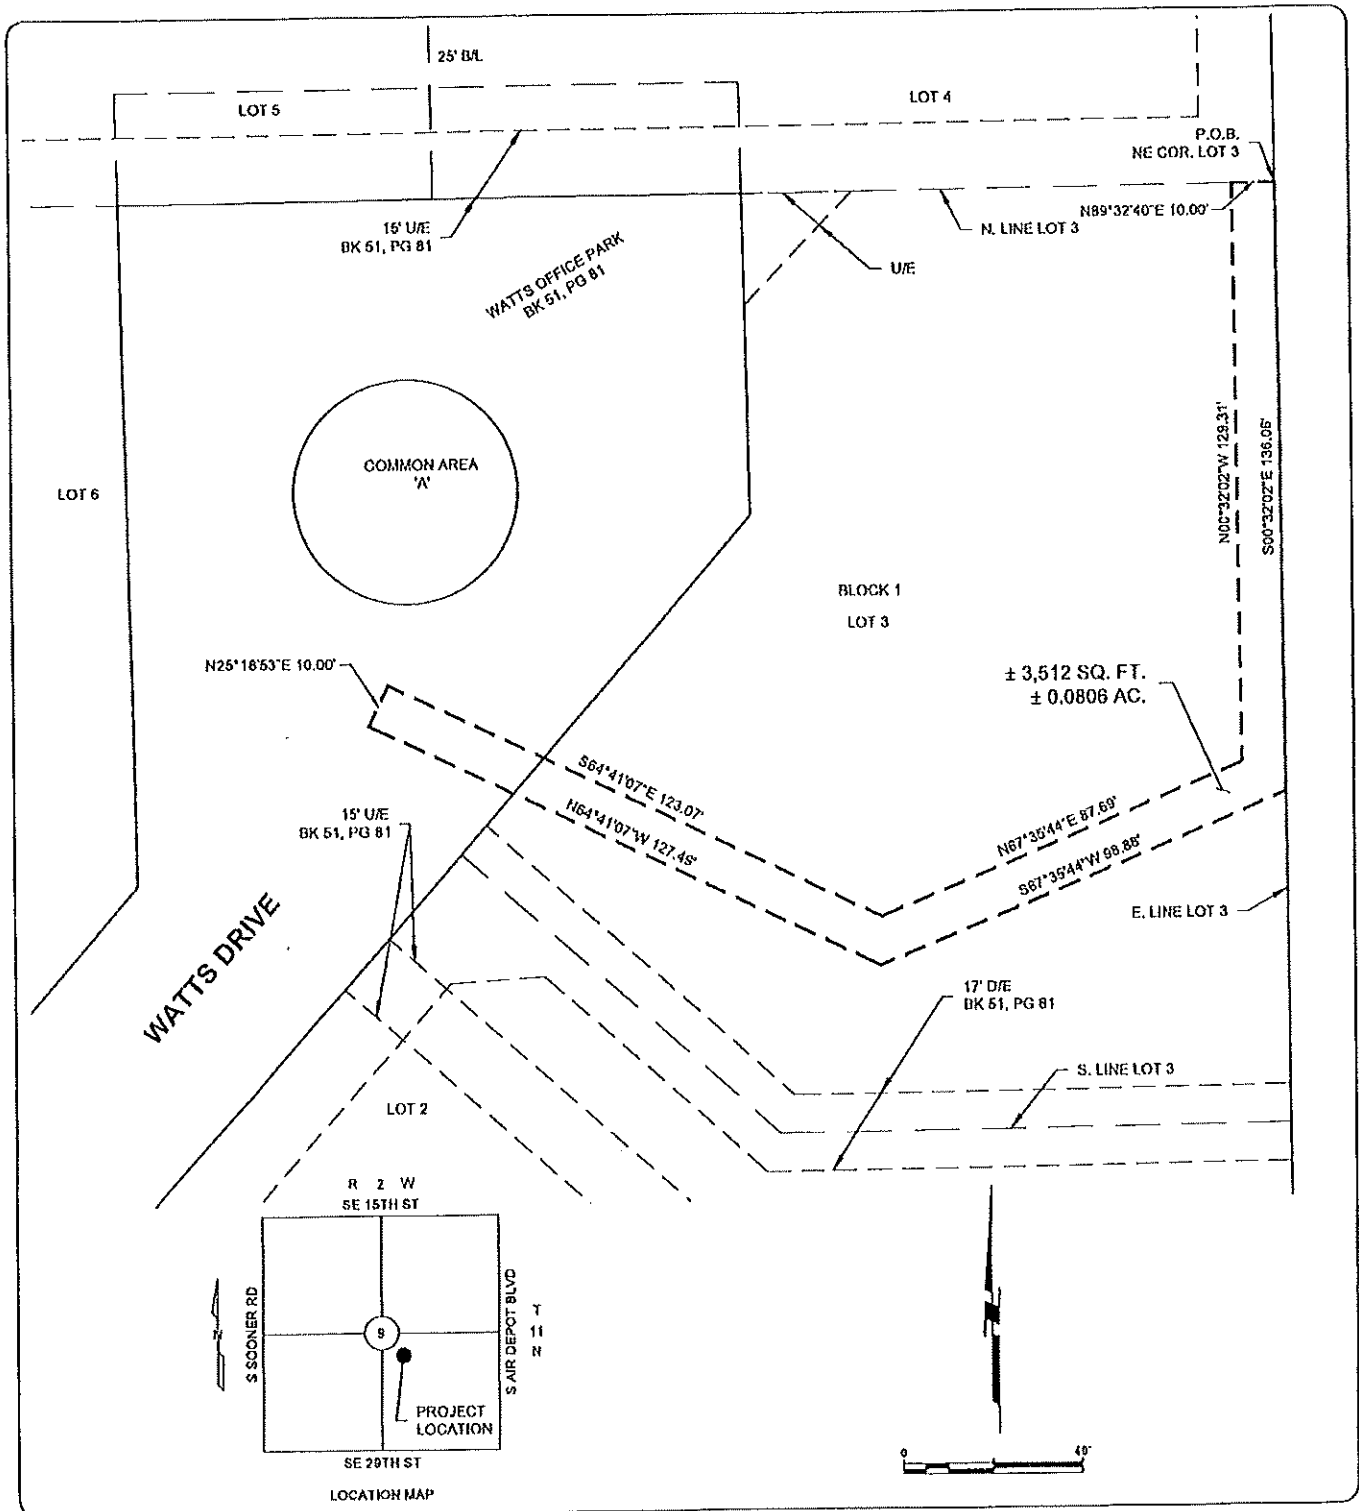 25' B/L
LOT 5
LOT 4
P.O.B.
NE COR. LOT 3
N89°32'40"E 10.00'
N. LINE LOT 3
15' U/E
BK 51, PG 81
WATTS OFFICE PARK
BK 51, PG 81
U/E
COMMON AREA
'A'
LOT 6
N00°32'02"W 129.31'
S00°32'02"E 136.06'
BLOCK 1
LOT 3
N25°18'53"E 10.00'
± 3,512 SQ. FT.
± 0.0806 AC.
S64°41'07"E 123.07'
N64°41'07"W 127.49'
N67°35'44"E 87.69'
S67°35'44"W 98.88'
15' U/E
BK 51, PG 81
E. LINE LOT 3
WATTS DRIVE
17' D/E
BK 51, PG 81
S. LINE LOT 3
LOT 2
R 2 W
SE 15TH ST
S SOONER RD
N
9
S AIR DEPOT BLVD
T
11
N
PROJECT
LOCATION
SE 29TH ST
LOCATION MAP
0 40'